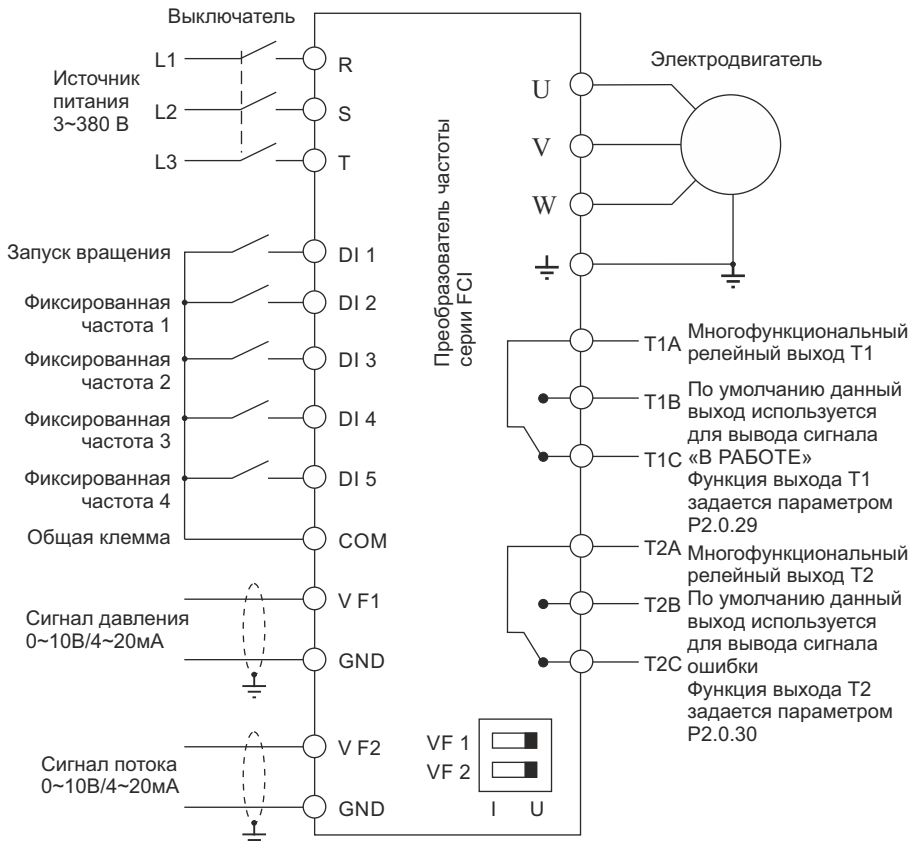 Выключатель
L1
R
Источник
питания
3~380 В
L2
S
L3
T
Электродвигатель
U
V
W
Преобразователь частоты
серии FCI
Запуск вращения
DI 1
Фиксированная
частота 1
DI 2
Фиксированная
частота 2
DI 3
Фиксированная
частота 3
DI 4
Фиксированная
частота 4
DI 5
Общая клемма
COM
Сигнал давления
0~10В/4~20мА
V F1
GND
Сигнал потока
0~10В/4~20мА
V F2
GND
T1A
Многофункциональный
релейный выход T1
T1B
По умолчанию данный
выход используется
для вывода сигнала
T1C
«В РАБОТЕ»
Функция выхода T1
задается параметром
P2.0.29
T2A
Многофункциональный
релейный выход T2
T2B
По умолчанию данный
выход используется
для вывода сигнала
T2C
ошибки
Функция выхода T2
задается параметром
P2.0.30
VF 1
VF 2
I U